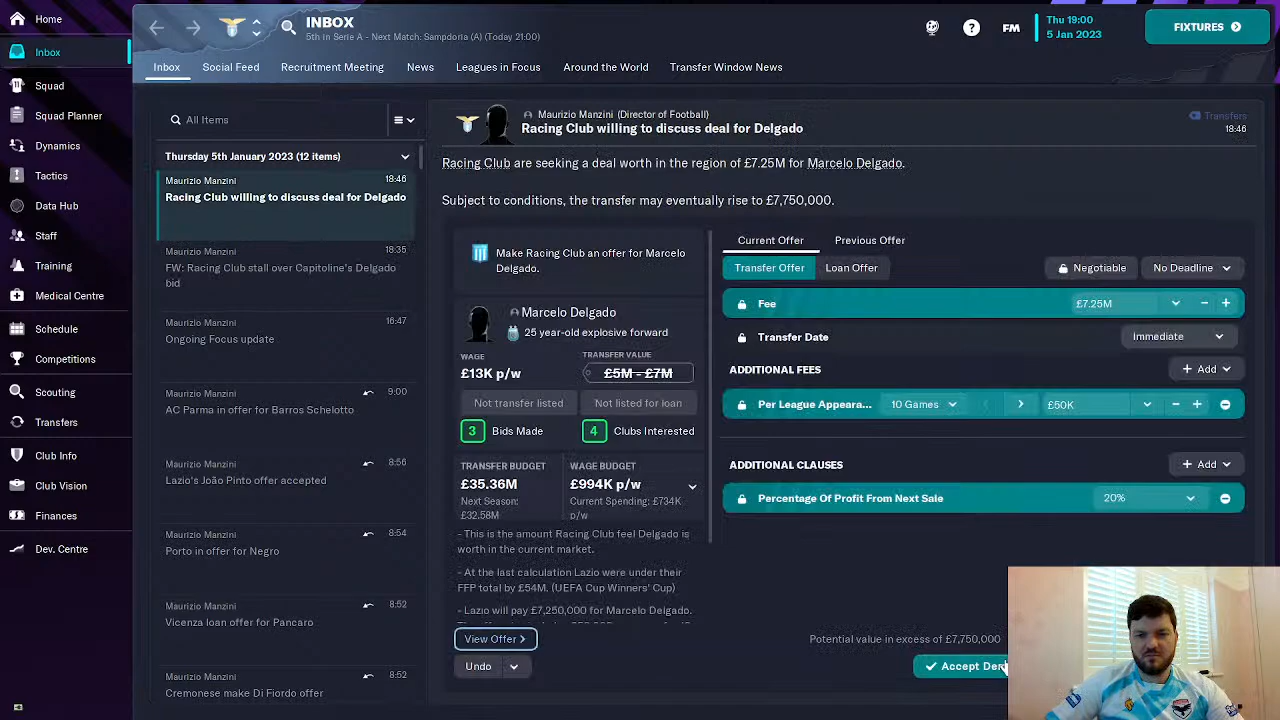 Home
Inbox
Squad
Squad Planner
Dynamics
Tactics
Data Hub
Staff
Training
Medical Centre
Schedule
Competitions
Scouting
Transfers
Club Info
Club Vision
Finances
Dev. Centre
INBOX
5th in Serie A - Next Match: Sampdoria (A) (Today 21:00)
?
FM
Thu 19:00
5 Jan 2023
FIXTURES
Inbox
Social Feed
Recruitment Meeting
News
Leagues in Focus
Around the World
Transfer Window News
All Items
Thursday 5th January 2023 (12 items)
Maurizio Manzini 18:46
Racing Club willing to discuss deal for Delgado
Maurizio Manzini 18:35
FW: Racing Club stall over Capitoline's Delgado
bid
Maurizio Manzini 16:47
Ongoing Focus update
Maurizio Manzini 9:00
AC Parma in offer for Barros Schelotto
Maurizio Manzini 8:56
Lazio's João Pinto offer accepted
Maurizio Manzini 8:54
Porto in offer for Negro
Maurizio Manzini 8:52
Vicenza loan offer for Pancaro
Maurizio Manzini 8:52
Cremonese make Di Fiordo offer
Maurizio Manzini (Director of Football)
Racing Club willing to discuss deal for Delgado
Transfers
18:46
Racing Club are seeking a deal worth in the region of £7.25M for Marcelo Delgado.
Subject to conditions, the transfer may eventually rise to £7,750,000.
Make Racing Club an offer for Marcelo
Delgado.
Marcelo Delgado
25 year-old explosive forward
WAGE
£13K p/w
TRANSFER VALUE
£5M - £7M
Not transfer listed
Not listed for loan
3 Bids Made
4 Clubs Interested
TRANSFER BUDGET
£35.36M
Next Season:
£32.58M
WAGE BUDGET
£994K p/w
Current Spending: £734K
p/w
- This is the amount Racing Club feel Delgado is
worth in the current market.
- At the last calculation Lazio were under their
FFP total by £54M. (UEFA Cup Winners' Cup)
- Lazio will pay £7,250,000 for Marcelo Delgado.
View Offer >
Undo
Current Offer
Previous Offer
Transfer Offer
Loan Offer
Negotiable
No Deadline
Fee £7.25M
Transfer Date Immediate
ADDITIONAL FEES + Add
Per League Appeara... 10 Games £50K
ADDITIONAL CLAUSES + Add
Percentage Of Profit From Next Sale 20%
Potential value in excess of £7,750,000
Accept Dem